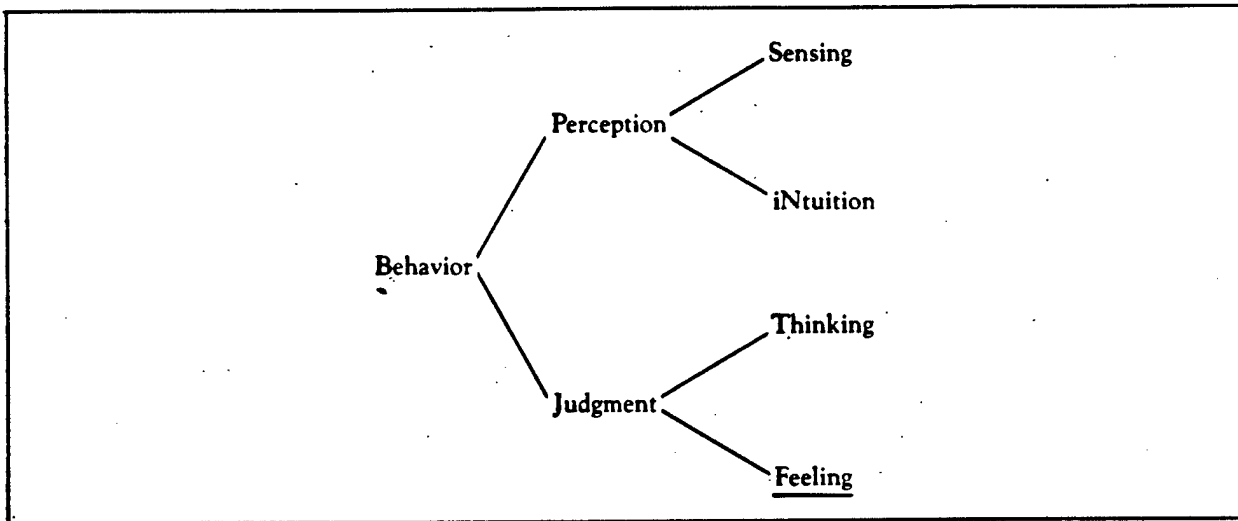 Sensing
Perception
iNtuition
Behavior
Thinking
Judgment
Feeling